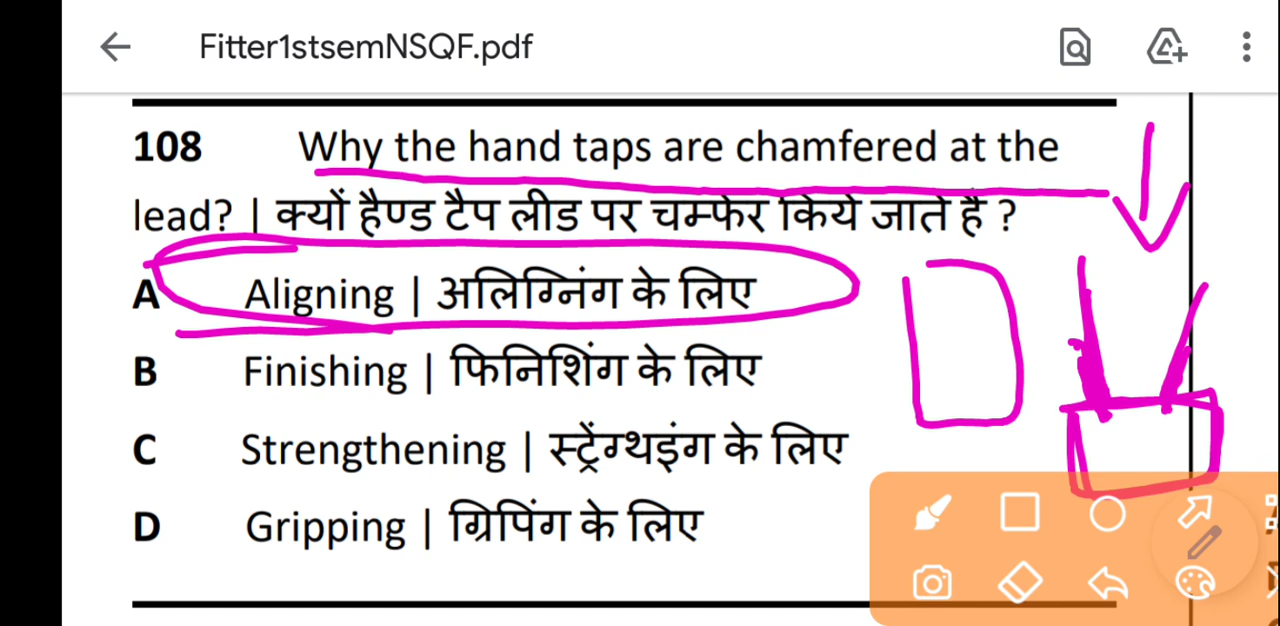 Fitter1stsemNSQF.pdf
108 Why the hand taps are chamfered at the
lead? | क्यों हैण्ड टैप लीड पर चम्फेर किये जाते हैं ?
A Aligning | अलिग्निंग के लिए
B Finishing | फिनिशिंग के लिए
C Strengthening | स्ट्रेंग्थइंग के लिए
D Gripping | ग्रिपिंग के लिए